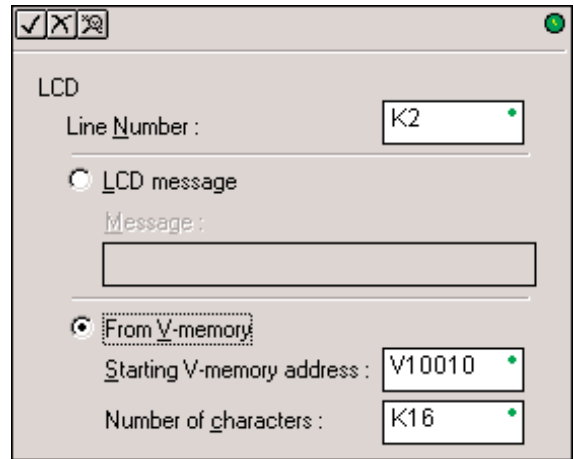 LCD
Line Number : K2
LCD message
Message :
From V-memory
Starting V-memory address : V10010
Number of characters : K16